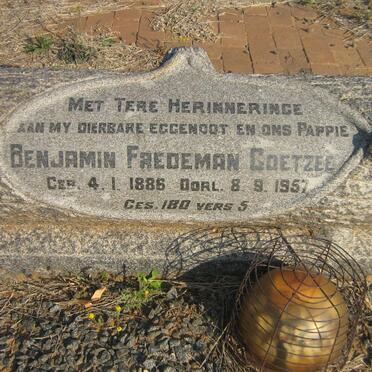 MET TERE HERINNERINGE
AAN MY DIERBARE EGGENOOT EN ONS PAPPIE
BENJAMIN FREDEMAN COETZEE
GEB. 4.1.1886 OORL. 8.9.1957
GES. 180 VERS 5